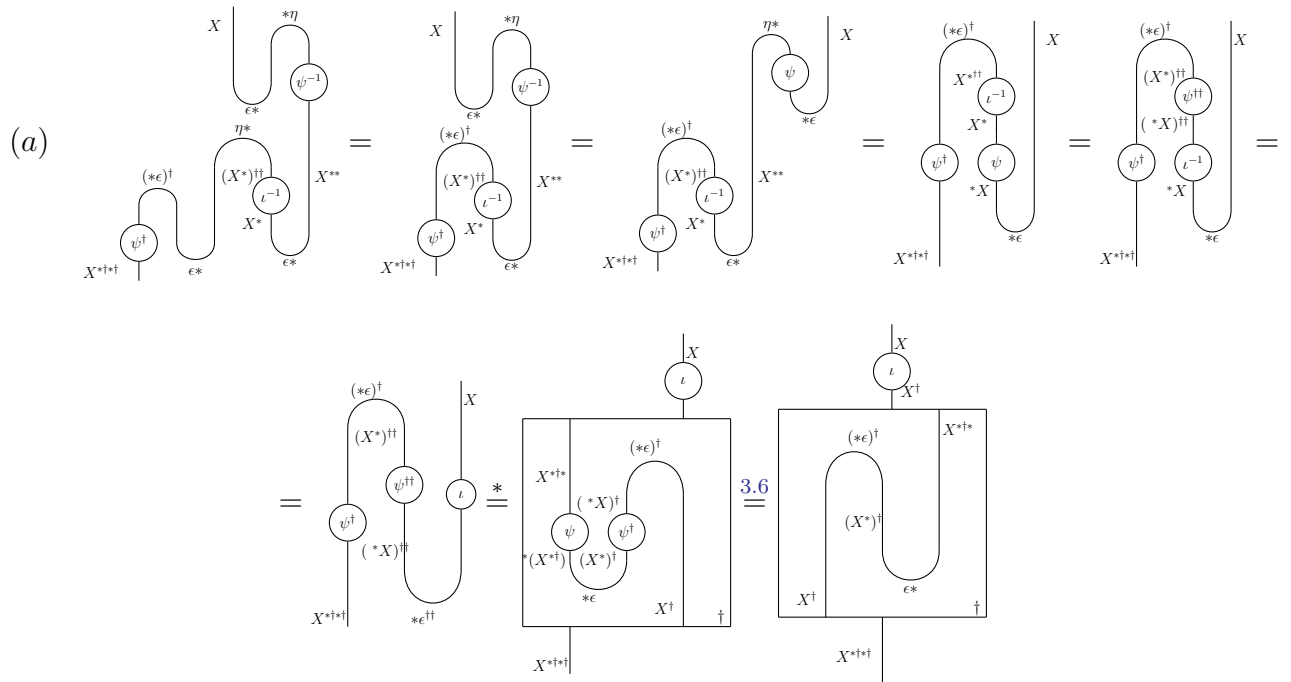 (a) X *η ψ⁻¹ ϵ* η* (*ϵ)† (X*)†† ι⁻¹ X** X* ψ† ϵ* ϵ* X*†*†
= X *η ψ⁻¹ ϵ* (*ϵ)† (X*)†† ι⁻¹ X** X* ψ† ϵ* X*†*†
= η* X ψ *ϵ (*ϵ)† (X*)†† ι⁻¹ X** X* ψ† ϵ* X*†*†
= (*ϵ)† X X*†† ι⁻¹ X* ψ† ψ *X *ϵ X*†*†
= (*ϵ)† X (X*)†† ψ†† ( *X)†† ψ† ι⁻¹ *X *ϵ X*†*† =
= (*ϵ)† X (X*)†† ψ†† ι ψ† ( *X)†† *ϵ†† X*†*†
*= X ι (*ϵ)† X*†* ( *X)† ψ ψ† *(X*†) (X*)† *ϵ X† † X*†*†
3.6 = X ι X† (*ϵ)† X*†* (X*)† ϵ* X† † X*†*†